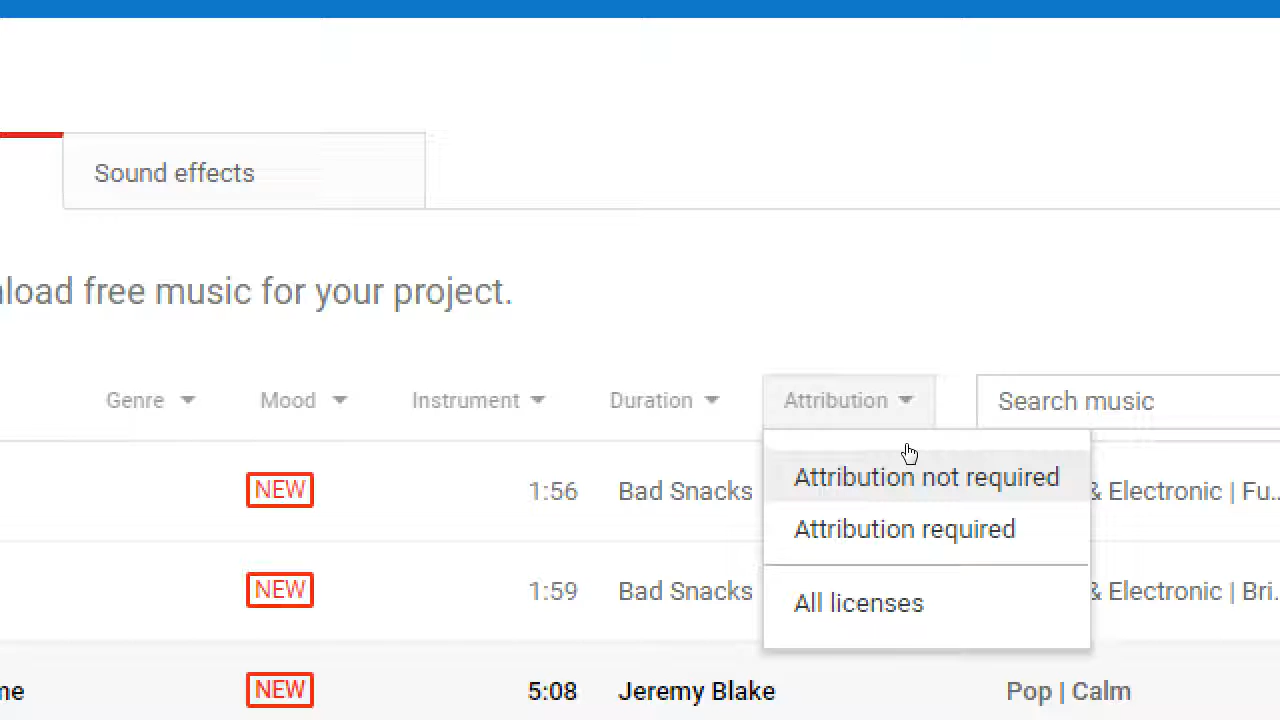 Sound effects
nload free music for your project.
Genre Mood Instrument Duration Attribution Search music
NEW 1:56 Bad Snacks Attribution not required & Electronic | Fu...
Attribution required
NEW 1:59 Bad Snacks All licenses & Electronic | Bri.
me NEW 5:08 Jeremy Blake Pop | Calm